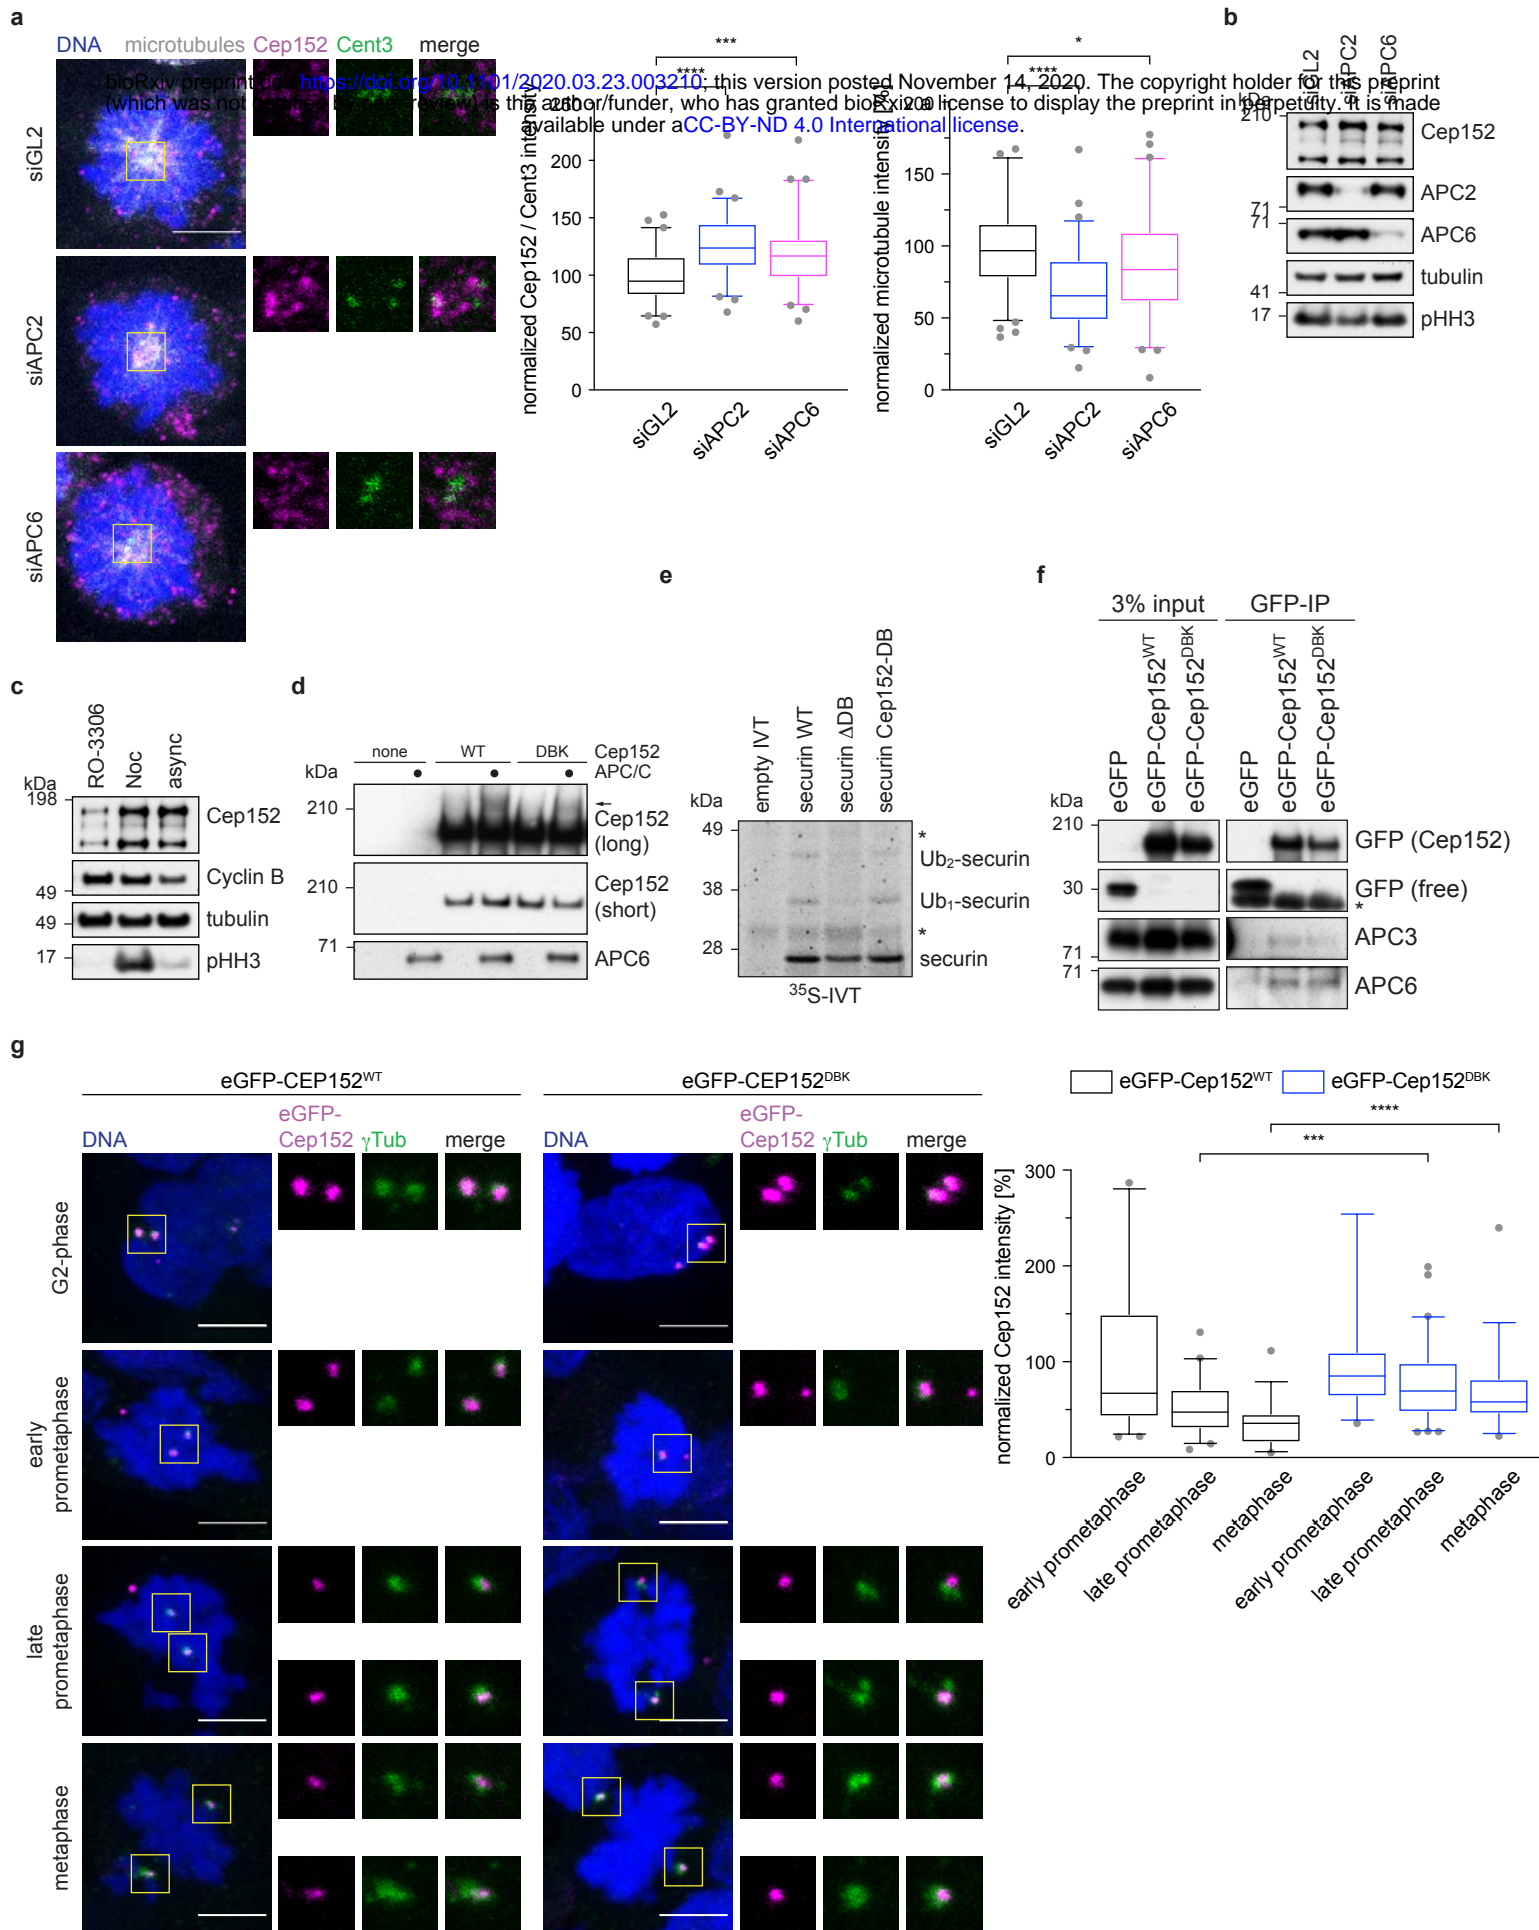 a
DNA microtubules Cep152 Cent3 merge
siGL2
siAPC2
siAPC6
bioRxiv preprint doi: https://doi.org/10.1101/2020.03.23.003210; this version posted November 14, 2020. The copyright holder for this preprint
(which was not certified by peer review) is the author/funder, who has granted bioRxiv a license to display the preprint in perpetuity. It is made
available under aCC-BY-ND 4.0 International license.
***
****
normalized Cep152 / Cent3 intensity
250
200
150
100
50
0
siGL2 siAPC2 siAPC6
*
****
normalized microtubule intensity [%]
200
150
100
50
0
siGL2 siAPC2 siAPC6
b
siGL2 siAPC2 siAPC6
kDa
210 Cep152
APC2
71
71 APC6
tubulin
41
17 pHH3
c
RO-3306 Noc async
kDa
198 Cep152
Cyclin B
49
49 tubulin
17 pHH3
d
none WT DBK Cep152
APC/C
kDa
210
Cep152
(long)
210 Cep152
(short)
71 APC6
e
empty IVT securin WT securin ΔDB securin Cep152-DB
kDa
49 *
Ub2-securin
38
Ub1-securin
*
28
securin
35S-IVT
f
3% input GFP-IP
eGFP eGFP-Cep152WT eGFP-Cep152DBK eGFP eGFP-Cep152WT eGFP-Cep152DBK
kDa
210
GFP (Cep152)
30 GFP (free)
*
APC3
71
71 APC6
g
eGFP-CEP152WT eGFP-CEP152DBK
DNA eGFP-Cep152 γTub merge DNA eGFP-Cep152 γTub merge
G2-phase
early
prometaphase
late
prometaphase
metaphase
eGFP-Cep152WT eGFP-Cep152DBK
****
***
normalized Cep152 intensity [%]
300
200
100
0
early prometaphase late prometaphase metaphase early prometaphase late prometaphase metaphase